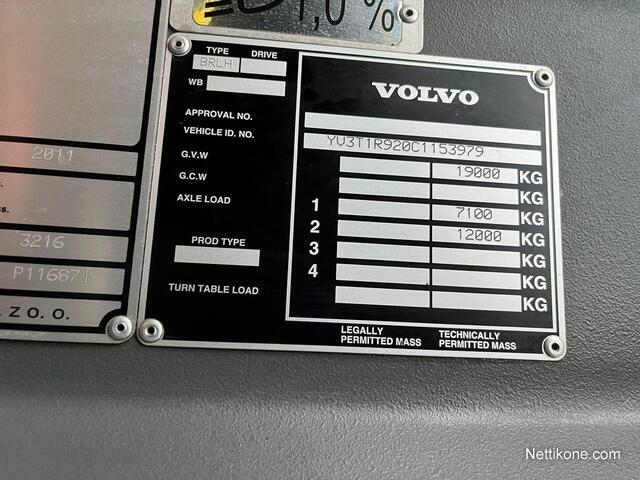 1,0 %
TYPE DRIVE
BRLH
WB
VOLVO
APPROVAL NO.
VEHICLE ID. NO. YV3T1R920C1153979
G.V.W 19000 KG
G.C.W KG
AXLE LOAD 1 7100 KG
2 12000 KG
3 KG
PROD TYPE
4 KG
TURN TABLE LOAD KG
LEGALLY PERMITTED MASS
TECHNICALLY PERMITTED MASS
2011
3216
P116871
Z O. O.
Nettikone.com